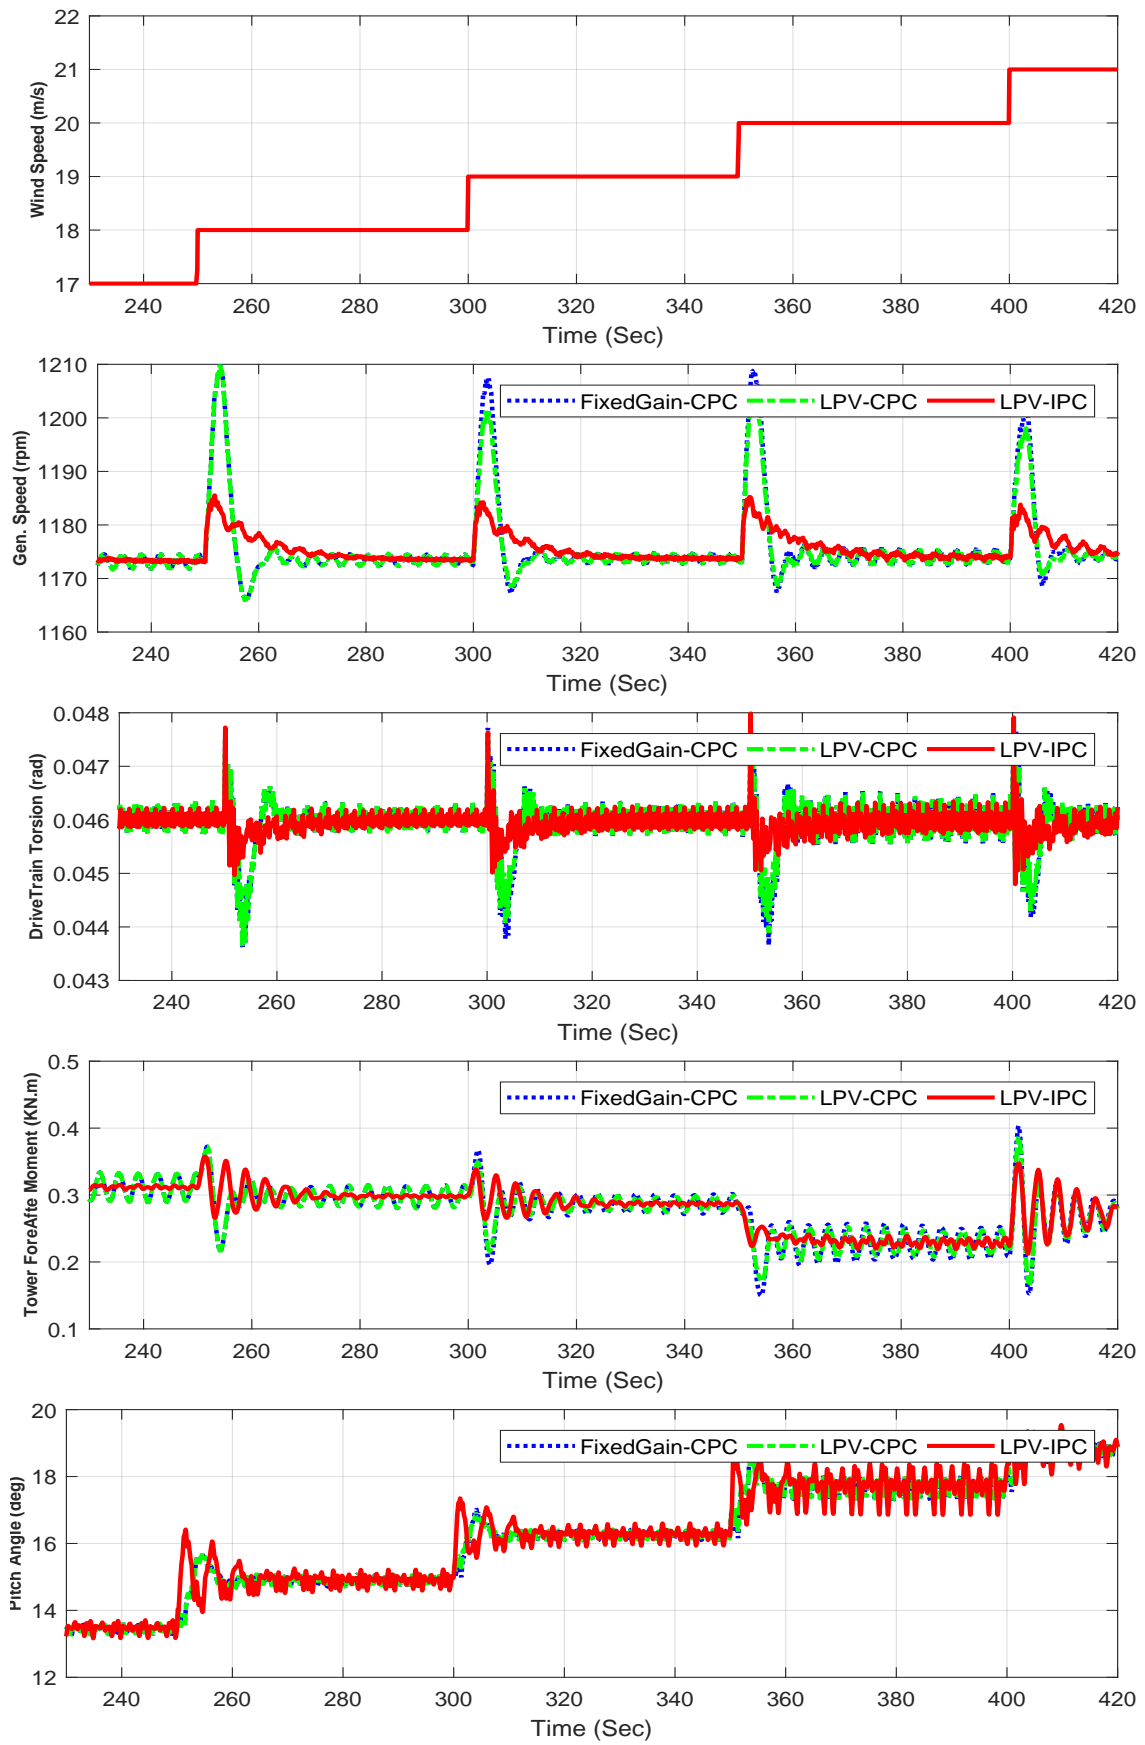 22
21
20
19
18
17
Wind Speed (m/s)
240 260 280 300 320 340 360 380 400 420
Time (Sec)
1210
1200
1190
1180
1170
1160
Gen. Speed (rpm)
FixedGain-CPC LPV-CPC LPV-IPC
240 260 280 300 320 340 360 380 400 420
Time (Sec)
0.048
0.047
0.046
0.045
0.044
0.043
DriveTrain Torsion (rad)
FixedGain-CPC LPV-CPC LPV-IPC
240 260 280 300 320 340 360 380 400 420
Time (Sec)
0.5
0.4
0.3
0.2
0.1
Tower ForeAfte Moment (KN.m)
FixedGain-CPC LPV-CPC LPV-IPC
240 260 280 300 320 340 360 380 400 420
Time (Sec)
20
18
16
14
12
Pitch Angle (deg)
FixedGain-CPC LPV-CPC LPV-IPC
240 260 280 300 320 340 360 380 400 420
Time (Sec)